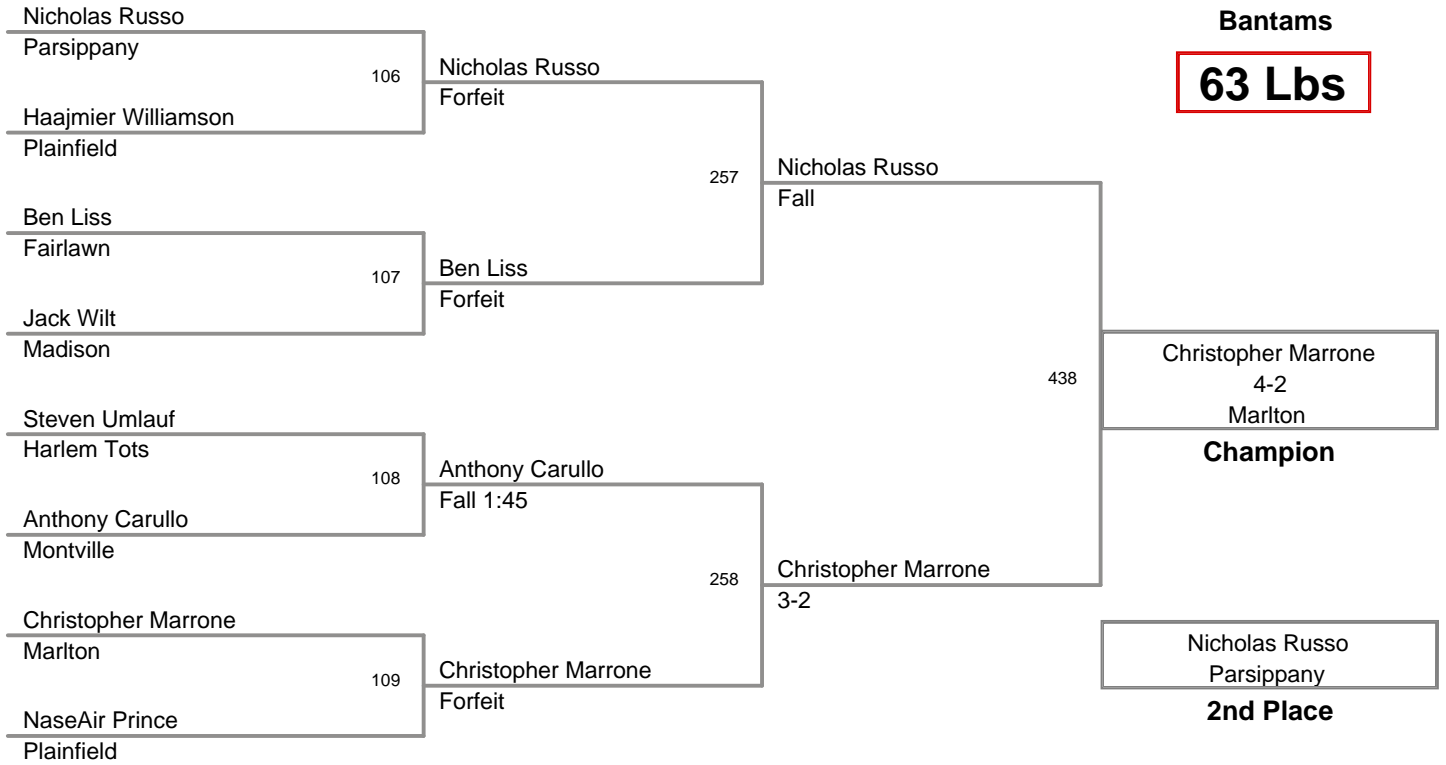 Nicholas Russo
Parsippany
106
Haajmier Williamson
Plainfield
Ben Liss
Fairlawn
107
Jack Wilt
Madison
Steven Umlauf
Harlem Tots
108
Anthony Carullo
Montville
Christopher Marrone
Marlton
109
NaseAir Prince
Plainfield
Nicholas Russo
Forfeit
257
Ben Liss
Forfeit
Anthony Carullo
Fall 1:45
258
Christopher Marrone
Forfeit
Nicholas Russo
Fall
438
Christopher Marrone
3-2
Bantams
63 Lbs
Christopher Marrone
4-2
Marlton
Champion
Nicholas Russo
Parsippany
2nd Place